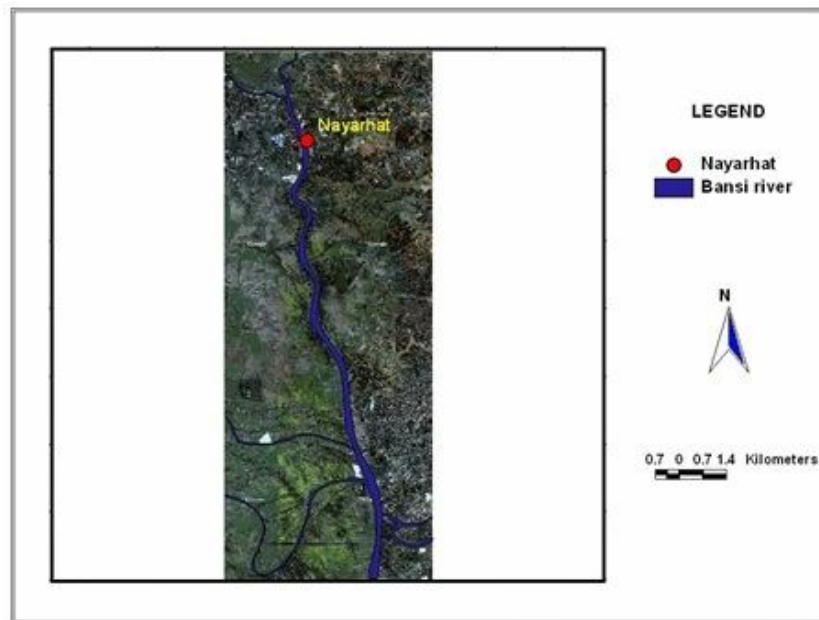 Nayarhat
LEGEND
Nayarhat
Bansi river
N
0.7 0 0.7 1.4 Kilometers